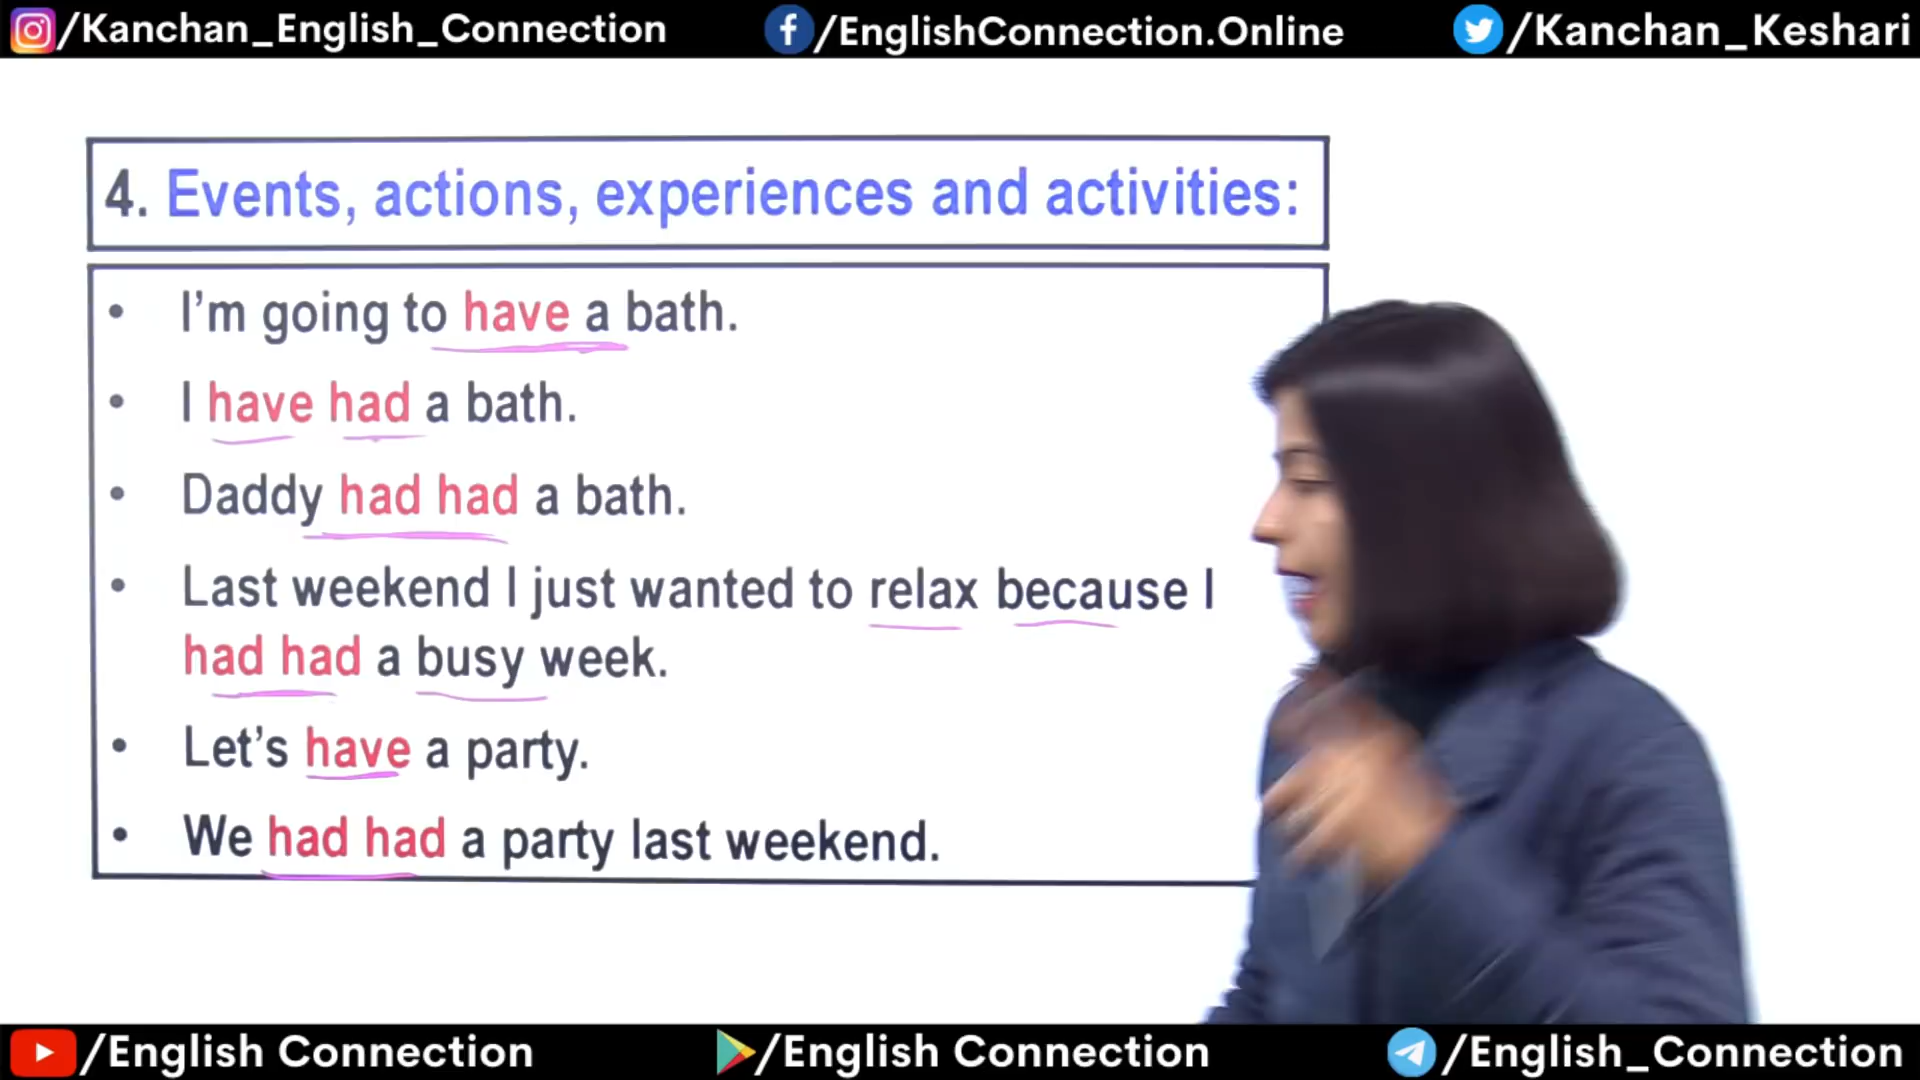 /Kanchan_English_Connection
/EnglishConnection.Online
/Kanchan_Keshari
4. Events, actions, experiences and activities:
• I’m going to have a bath.
• I have had a bath.
• Daddy had had a bath.
• Last weekend I just wanted to relax because I
had had a busy week.
• Let’s have a party.
• We had had a party last weekend.
/English Connection
/English Connection
/English_Connection